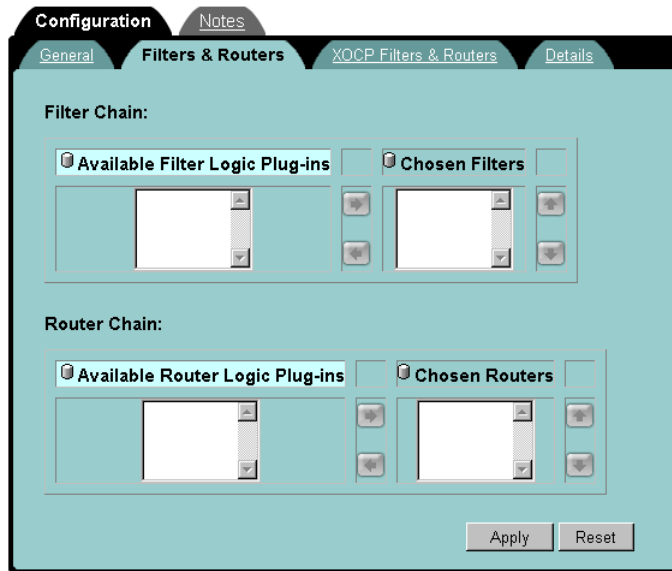 Configuration Notes
General Filters & Routers XOCP Filters & Routers Details
Filter Chain:
Available Filter Logic Plug-ins Chosen Filters
Router Chain:
Available Router Logic Plug-ins Chosen Routers
Apply Reset